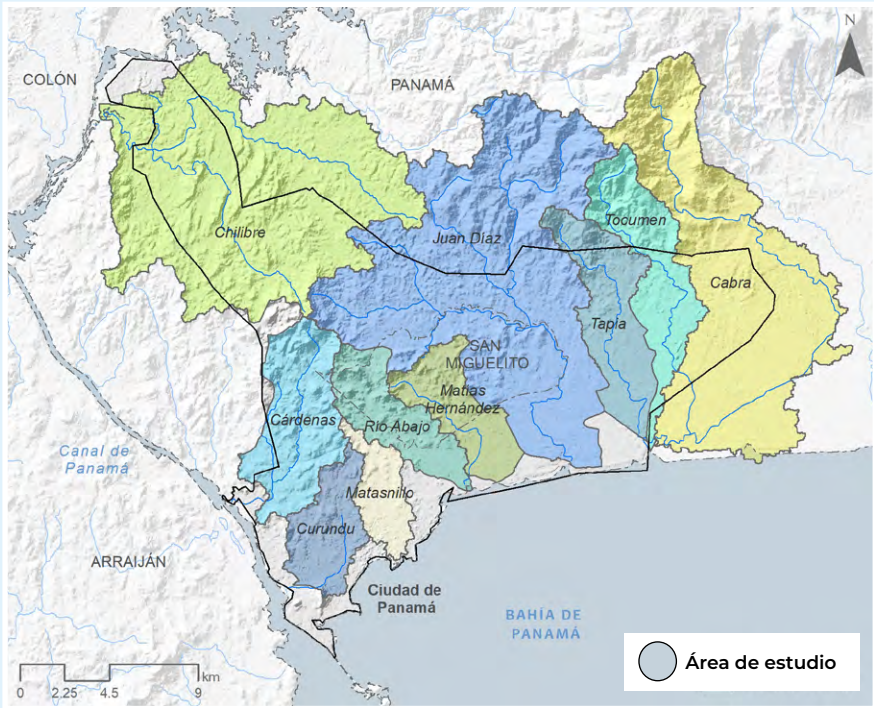 N
COLÓN
PANAMÁ
Chilibre
Juan Díaz
Tocumen
Cabra
Tapia
SAN
MIGUELITO
Matías
Hernández
Cárdenas
Río Abajo
Canal de
Panamá
Matasnillo
Curundu
ARRAIJÁN
Ciudad de
Panamá
BAHÍA DE
PANAMÁ
Área de estudio
km
0 2.25 4.5 9